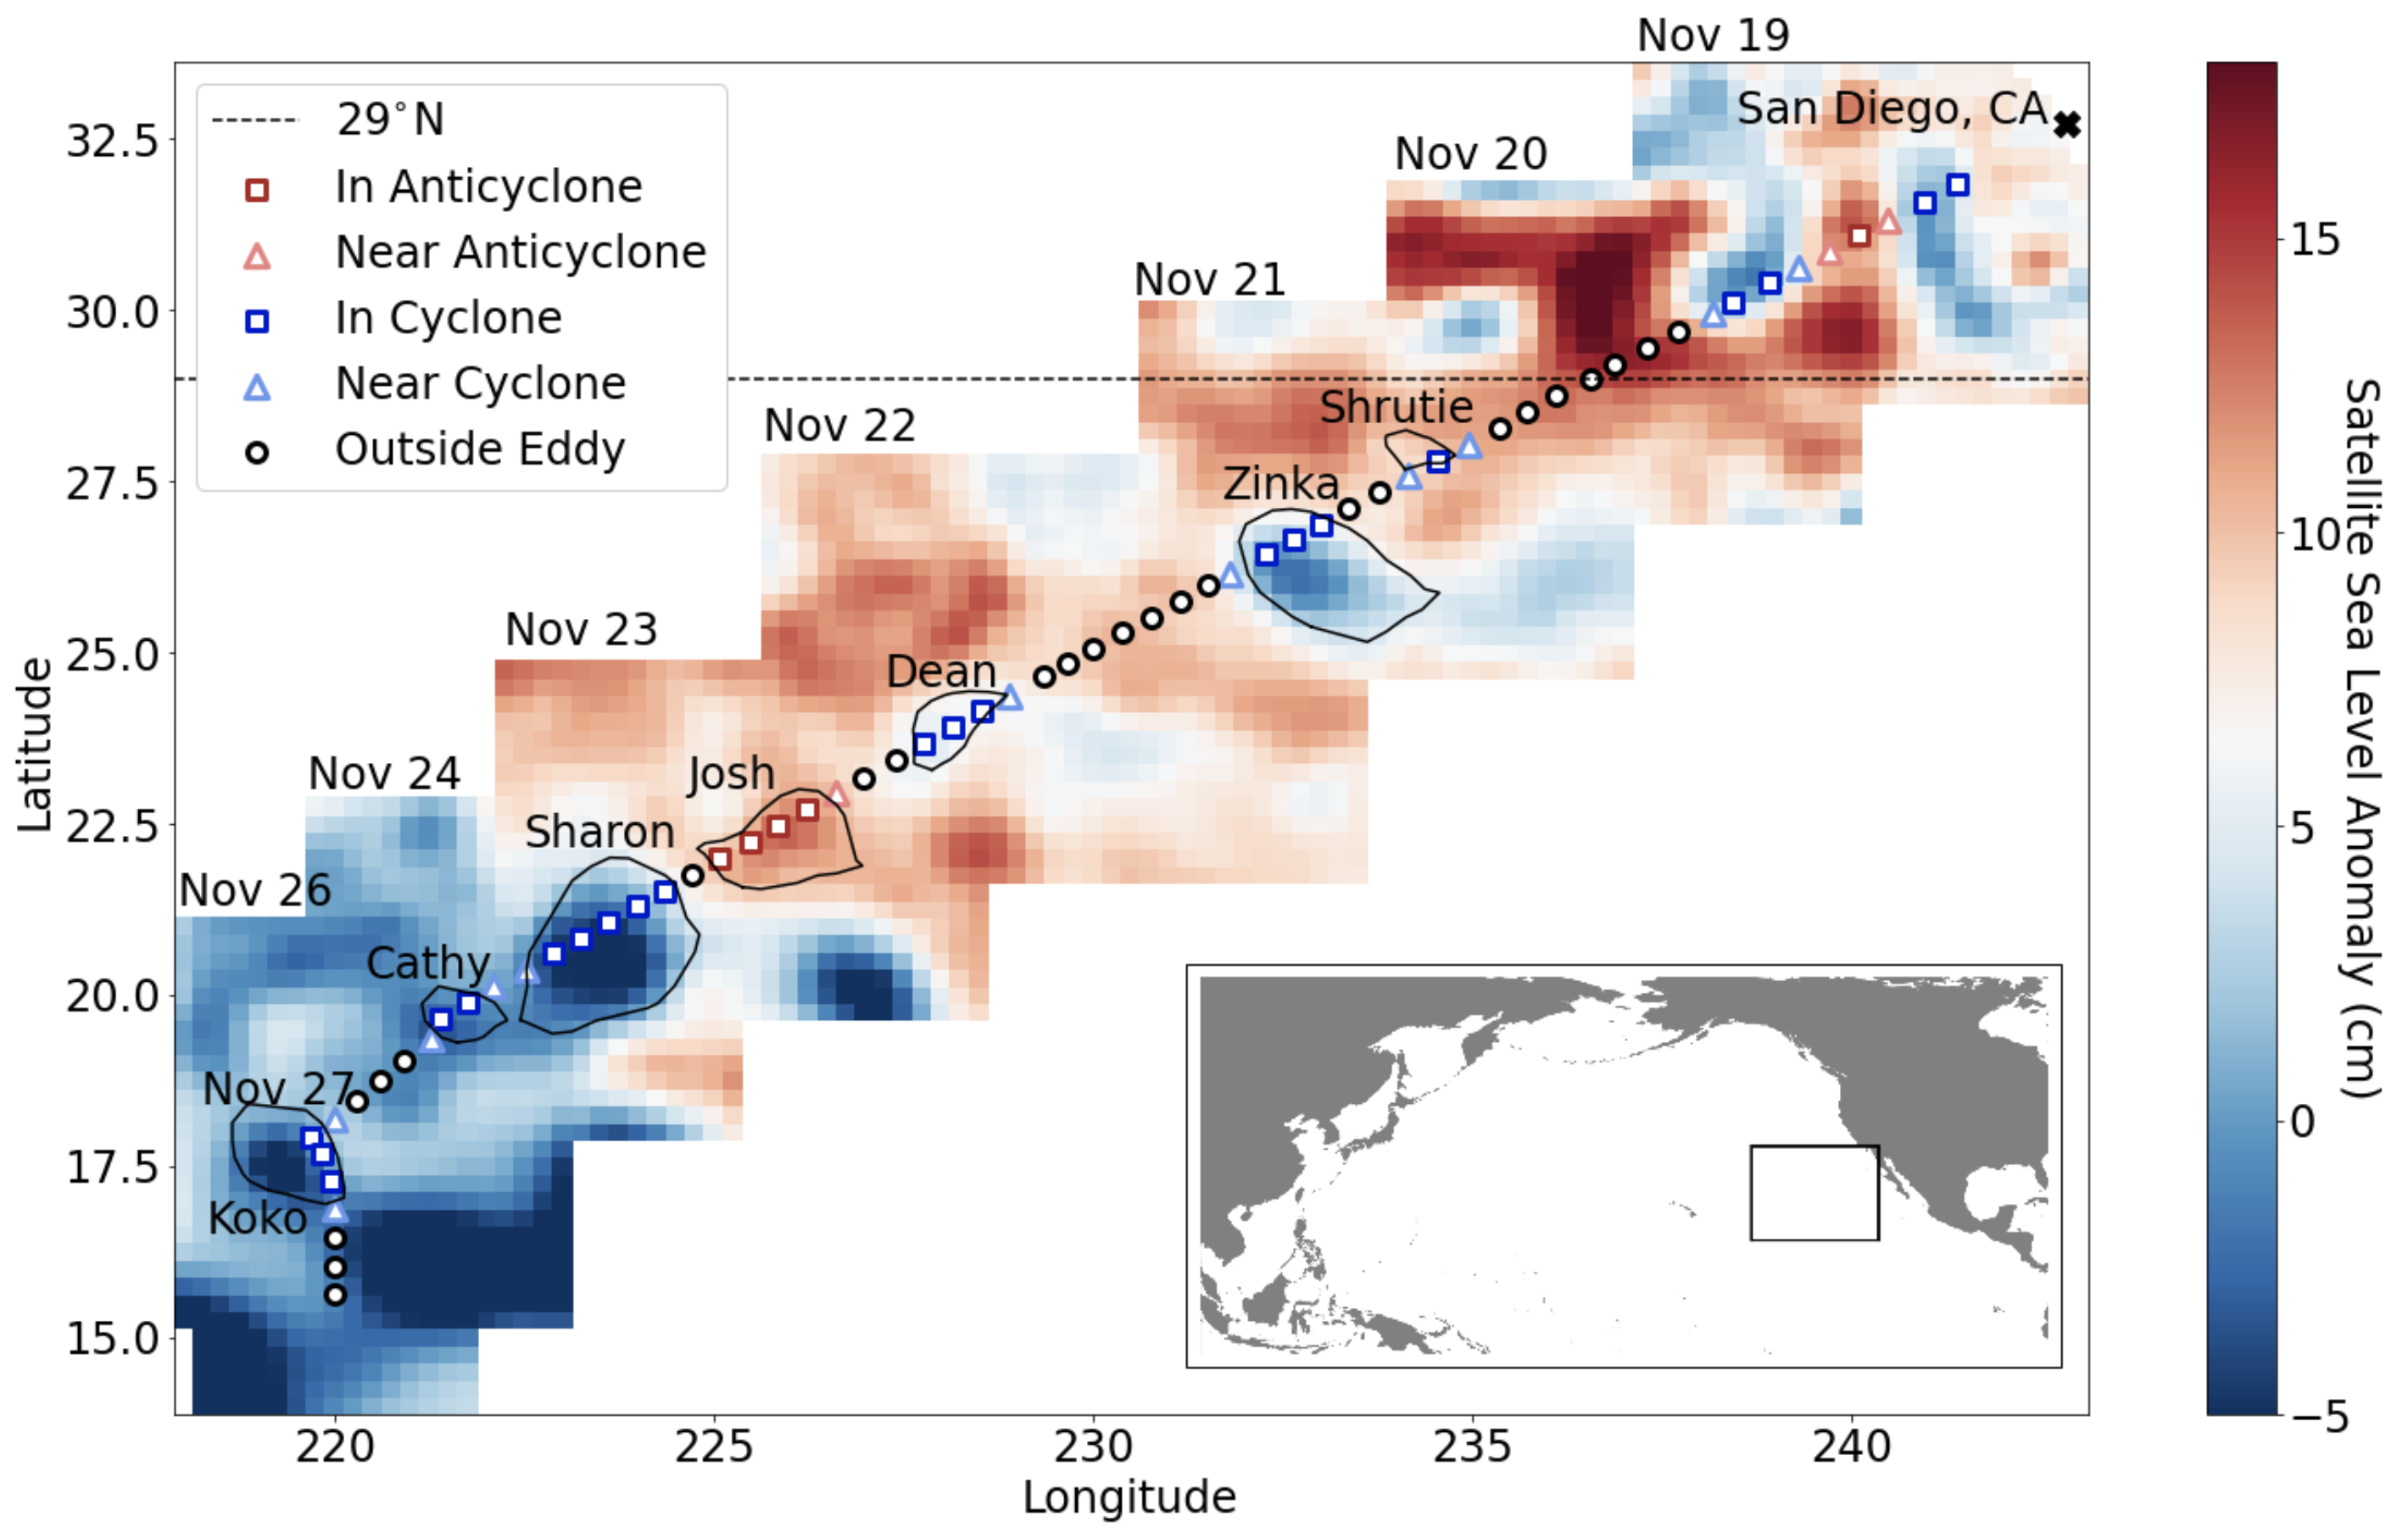 Nov 19
San Diego, CA
29°N
In Anticyclone
Near Anticyclone
In Cyclone
Near Cyclone
Outside Eddy
Nov 20
Nov 21
Shrutie
Nov 22
Zinka
Nov 23
Dean
Nov 24
Josh
Sharon
Nov 26
Cathy
Nov 27
Koko
32.5
30.0
27.5
25.0
22.5
20.0
17.5
15.0
Latitude
220 225 230 235 240
Longitude
15
10
5
0
−5
Satellite Sea Level Anomaly (cm)